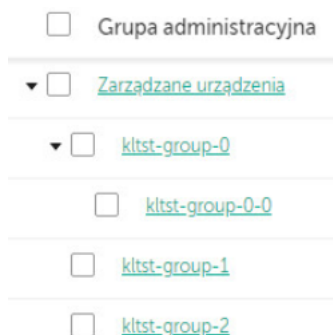 Grupa administracyjna
Zarządzane urządzenia
kltst-group-0
kltst-group-0-0
kltst-group-1
kltst-group-2